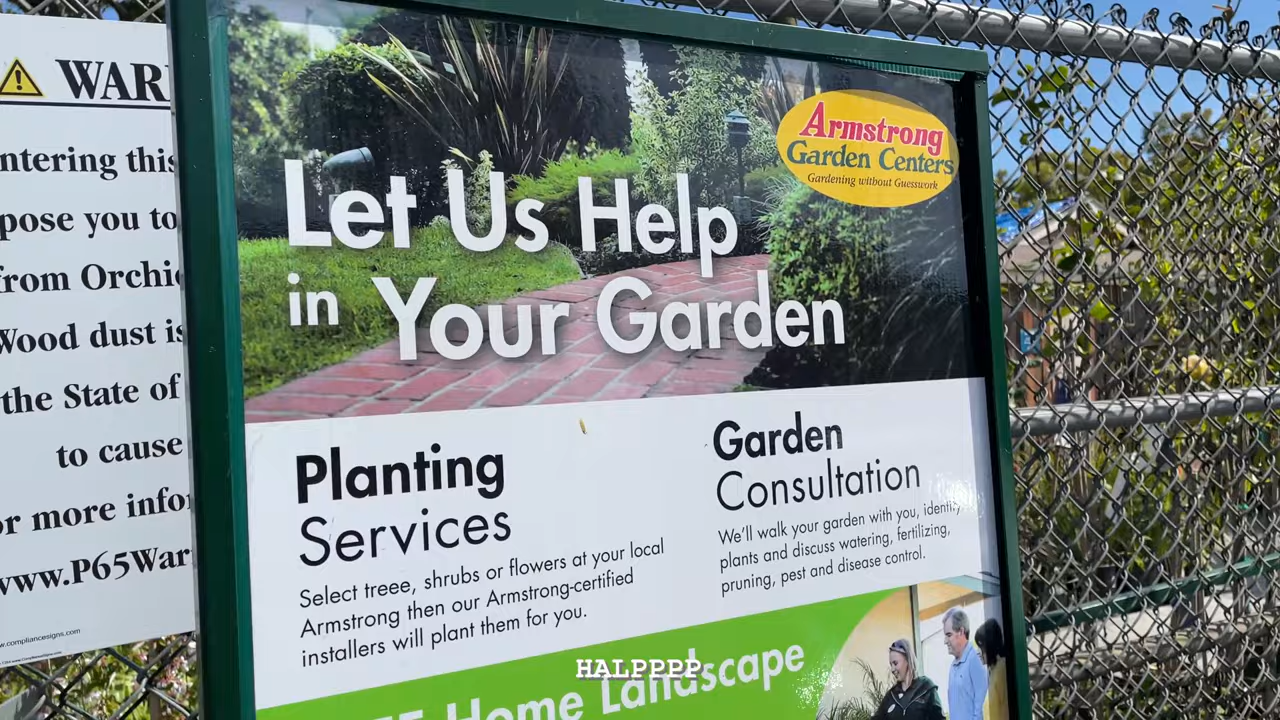 WAR
ntering this
pose you to
from Orchi
Wood dust is
the State of
to cause
or more infor
www.P65War
www.compliancesigns.com
Armstrong
Garden Centers
Gardening without Guesswork
Let Us Help
in Your Garden
Planting
Services
Select treee, shrubs or flowers at your local
Armstrong then our Armstrong-certified
installers will plant them for you.
Garden
Consultation
We'll walk your garden with you, identify
plants and discuss watering, fertilizing,
pruning, pest and disease control.
Home Landscape
HALPPPP